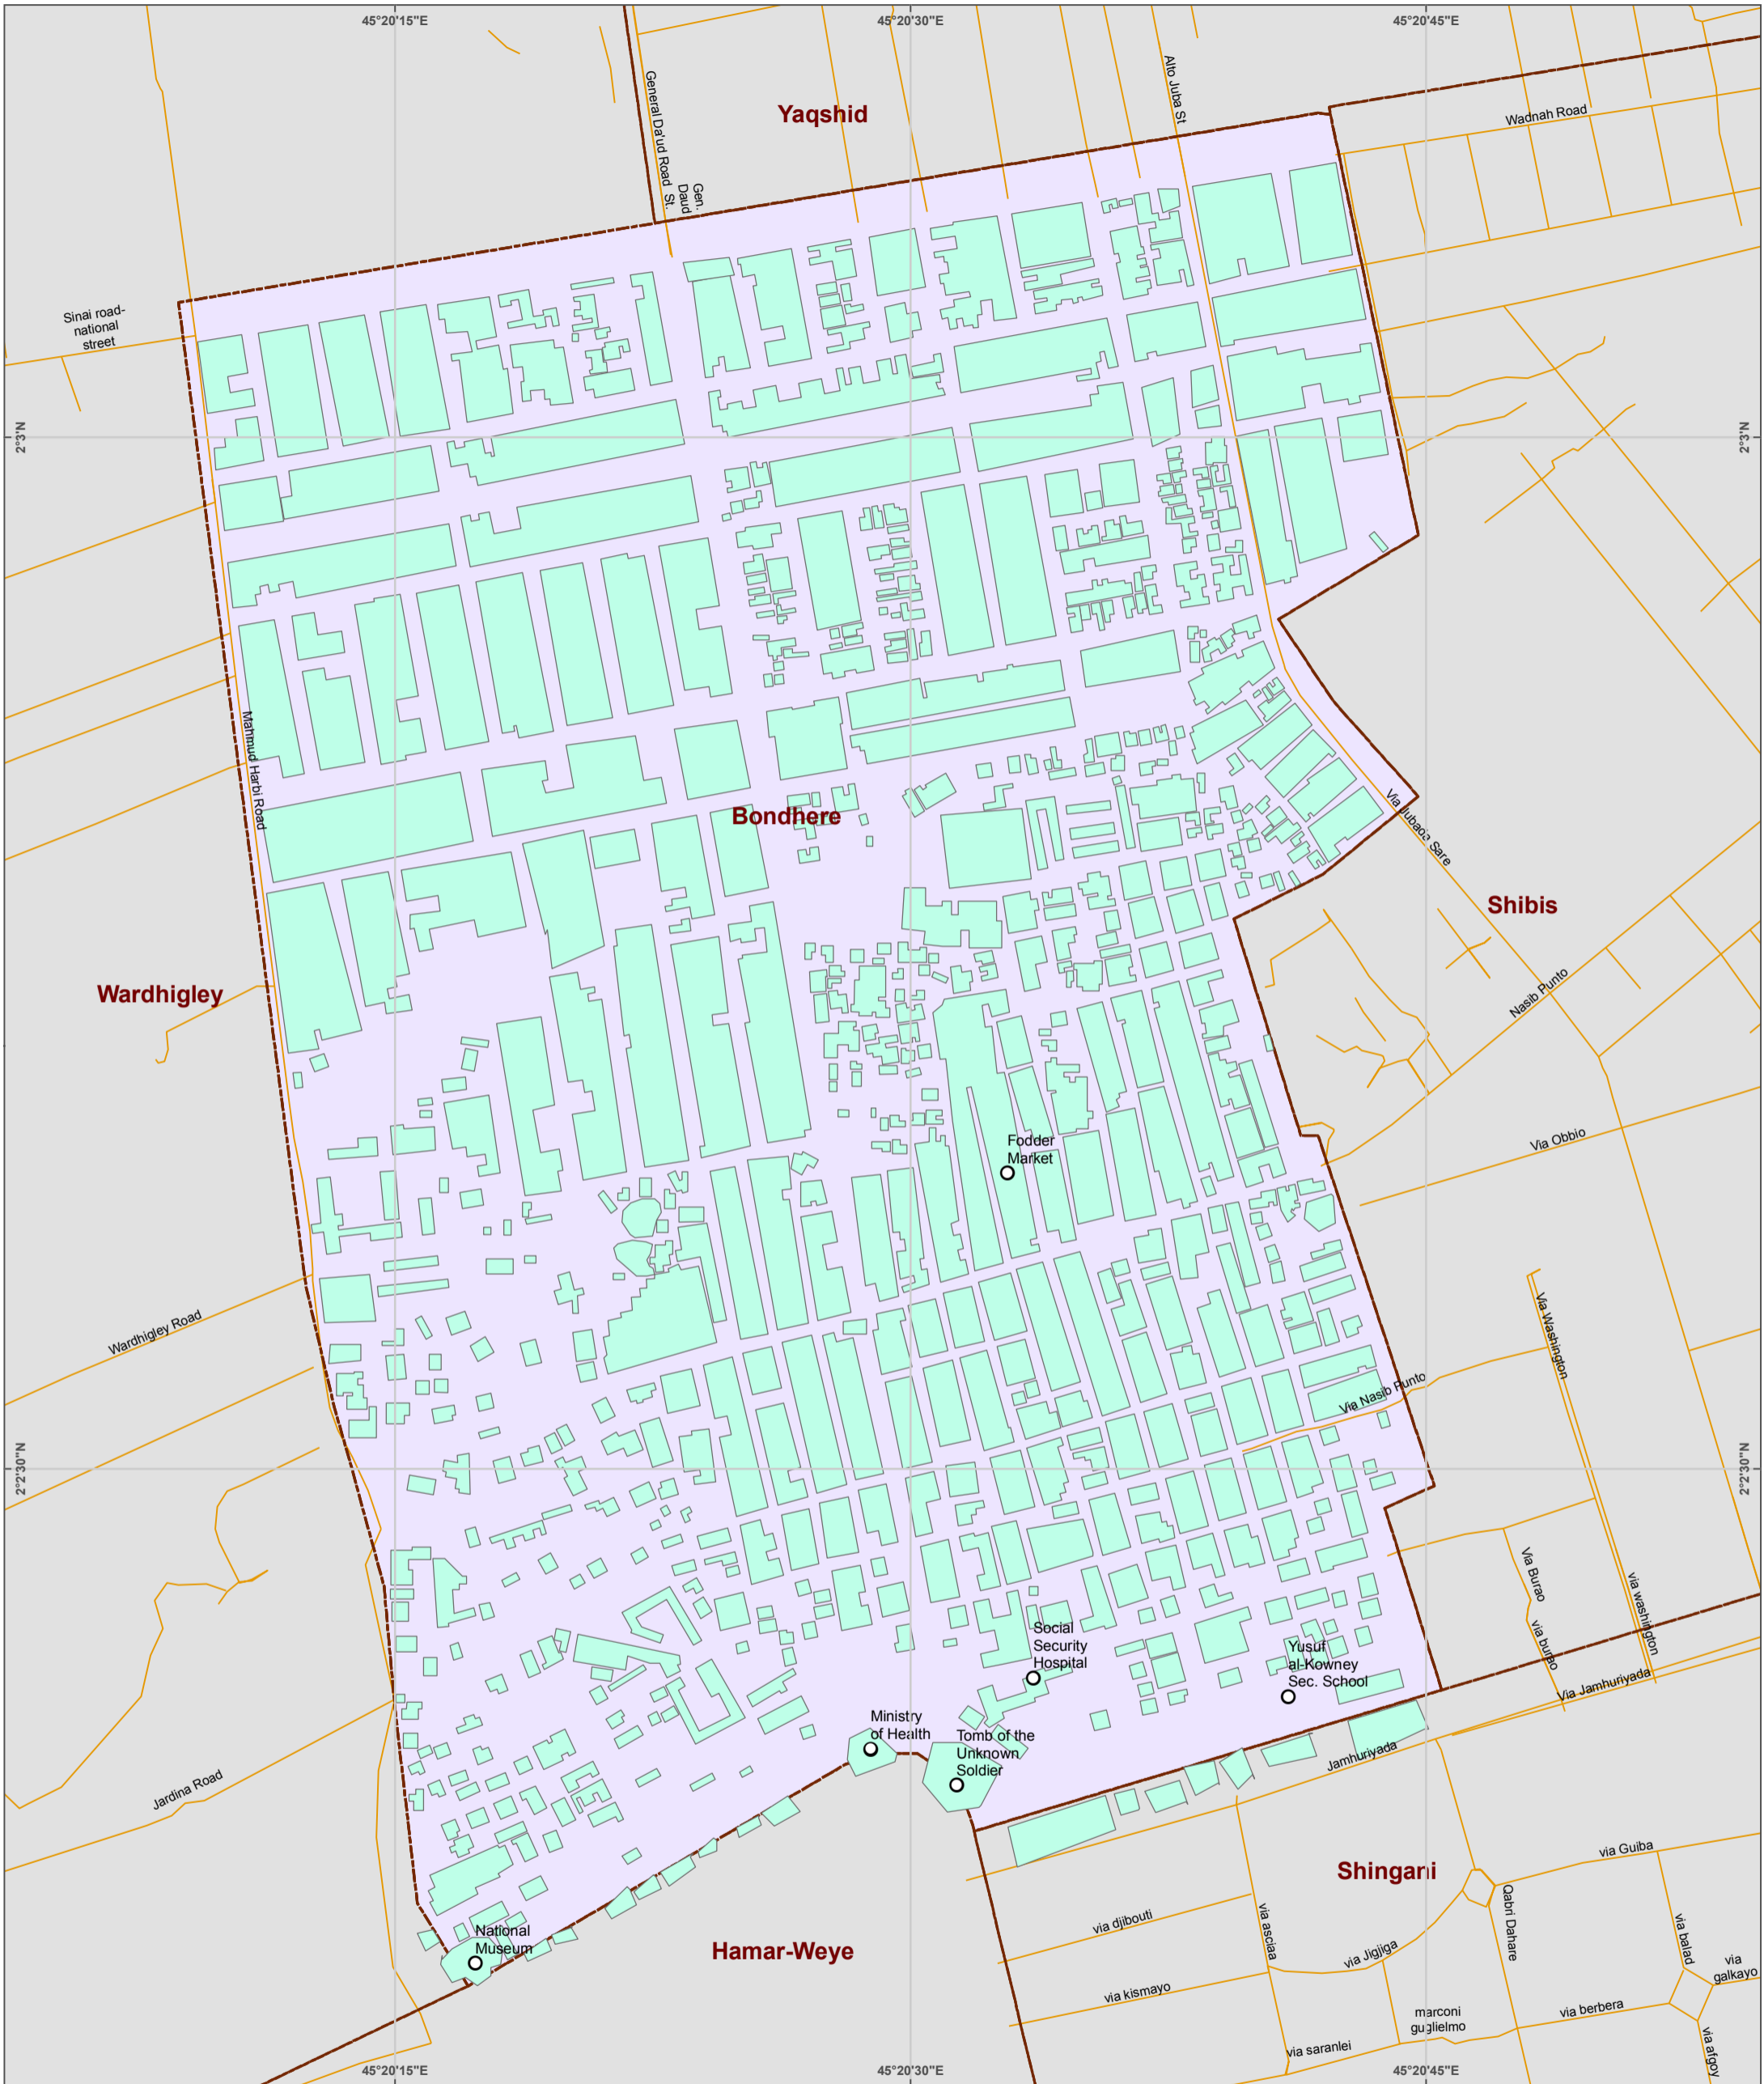 45°20'15"E
45°20'30"E
45°20'45"E
Yaqshid
General Da'ud Road
St.
Daud
Gen.
Alto Juba St
Wadnah Road
Sinai road-
national
street
2°3'N
2°3'N
Mahmud Harbi Road
Bondhere
Via Jubada Sare
Shibis
Wardhigley
Nasib Punto
Fodder
Market
Via Obbio
Wardhigley Road
Via Washington
Via Nasib Punto
2°2'30"N
2°2'30"N
Via Burao
via washington
via burao
Social
Security
Hospital
Yusuf
al-Kowney
Sec. School
Via Jamhuriyada
Ministry
of Health
Tomb of the
Unknown
Soldier
Jamhuriyada
Jardina Road
Shingani
via Guiba
via djibouti
via asciaa
Qabri Dahare
via balad
National
Museum
Hamar-Weye
via Jigjiga
via
galkayo
via kismayo
marconi
guglielmo
via berbera
via saranlei
via afgoy
45°20'15"E
45°20'30"E
45°20'45"E